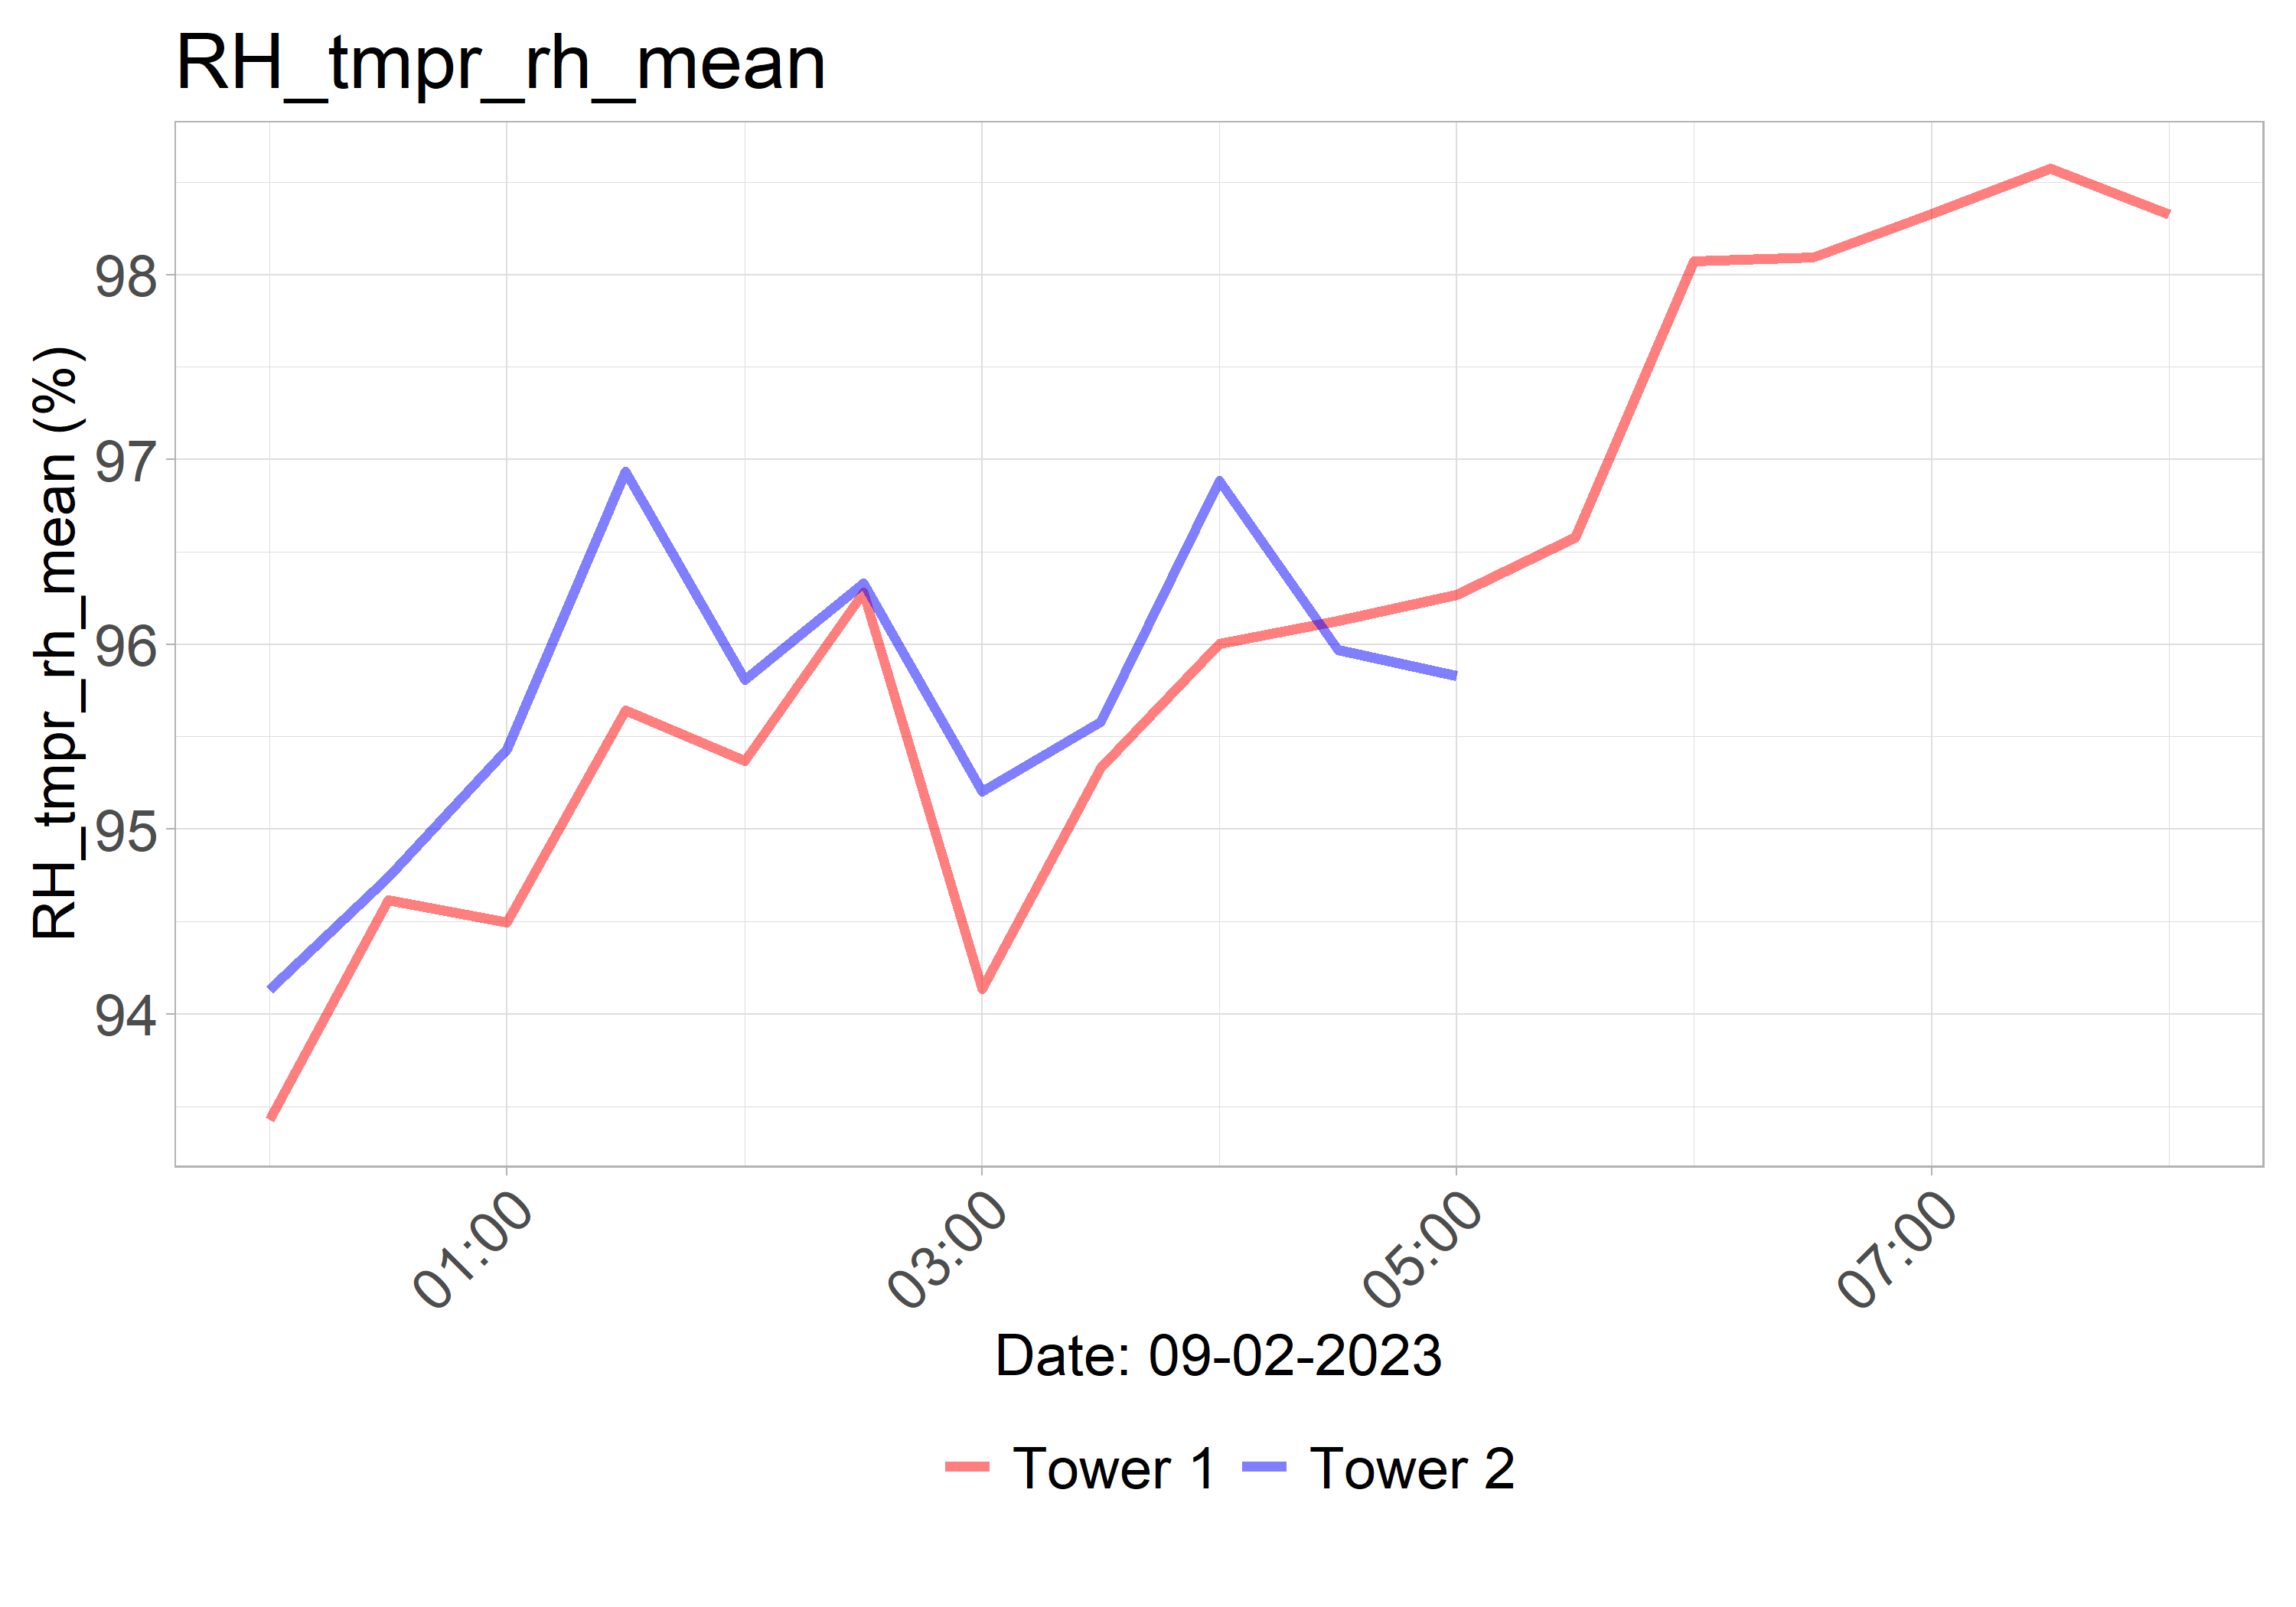 RH_tmpr_rh_mean
RH_tmpr_rh_mean (%)
98
97
96
95
94
01:00
03:00
05:00
07:00
Date: 09-02-2023
Tower 1
Tower 2